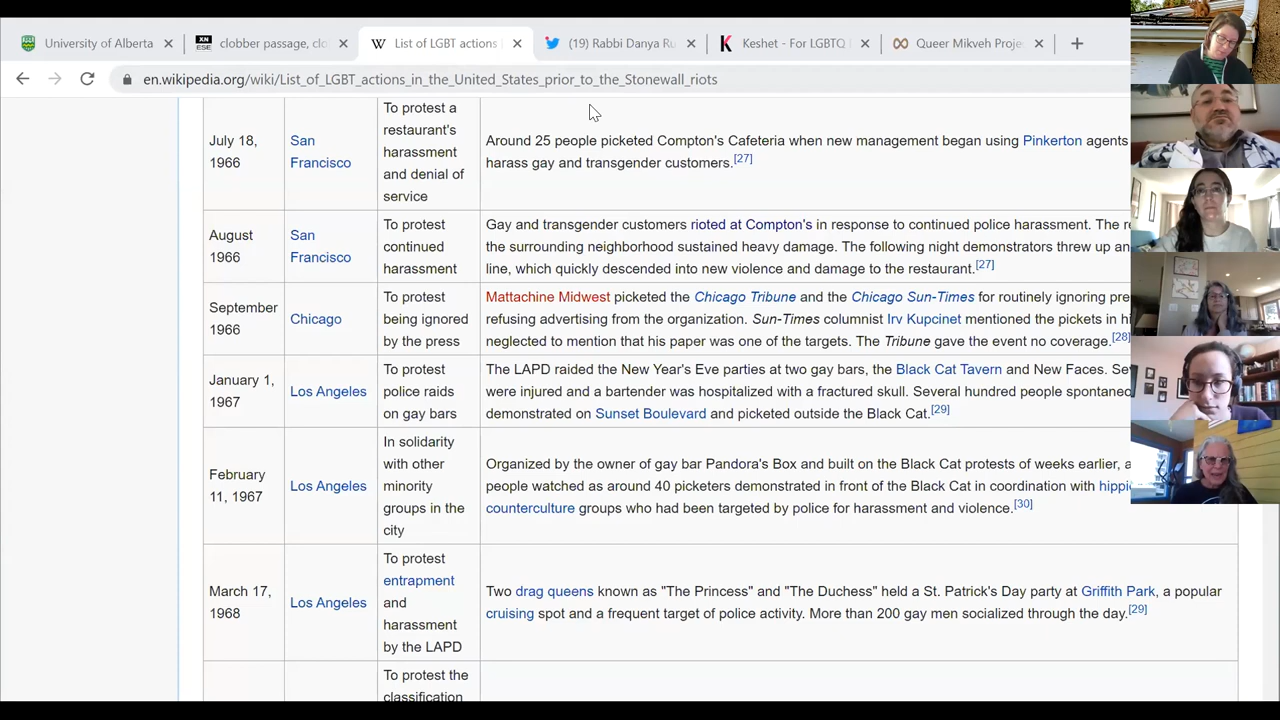 University of Alberta
clobber passage, clo
List of LGBT actions
(19) Rabbi Danya Ru
Keshet - For LGBTQ
Queer Mikveh Proje
en.wikipedia.org/wiki/List_of_LGBT_actions_in_the_United_States_prior_to_the_Stonewall_riots
July 18,
1966
San
Francisco
To protest a
restaurant's
harassment
and denial of
service
Around 25 people picketed Compton's Cafeteria when new management began using Pinkerton agents
harass gay and transgender customers.[27]
August
1966
San
Francisco
To protest
continued
harassment
Gay and transgender customers rioted at Compton's in response to continued police harassment. The re
the surrounding neighborhood sustained heavy damage. The following night demonstrators threw up an
line, which quickly descended into new violence and damage to the restaurant.[27]
September
1966
Chicago
To protest
being ignored
by the press
Mattachine Midwest picketed the Chicago Tribune and the Chicago Sun-Times for routinely ignoring pre
refusing advertising from the organization. Sun-Times columnist Irv Kupcinet mentioned the pickets in hi
neglected to mention that his paper was one of the targets. The Tribune gave the event no coverage.[28]
January 1,
1967
Los Angeles
To protest
police raids
on gay bars
The LAPD raided the New Year's Eve parties at two gay bars, the Black Cat Tavern and New Faces. Sev
were injured and a bartender was hospitalized with a fractured skull. Several hundred people spontaneo
demonstrated on Sunset Boulevard and picketed outside the Black Cat.[29]
February
11, 1967
Los Angeles
In solidarity
with other
minority
groups in the
city
Organized by the owner of gay bar Pandora's Box and built on the Black Cat protests of weeks earlier, a
people watched as around 40 picketers demonstrated in front of the Black Cat in coordination with hippie
counterculture groups who had been targeted by police for harassment and violence.[30]
March 17,
1968
Los Angeles
To protest
entrapment
and
harassment
by the LAPD
Two drag queens known as "The Princess" and "The Duchess" held a St. Patrick's Day party at Griffith Park, a popular
cruising spot and a frequent target of police activity. More than 200 gay men socialized through the day.[29]
To protest the
classification